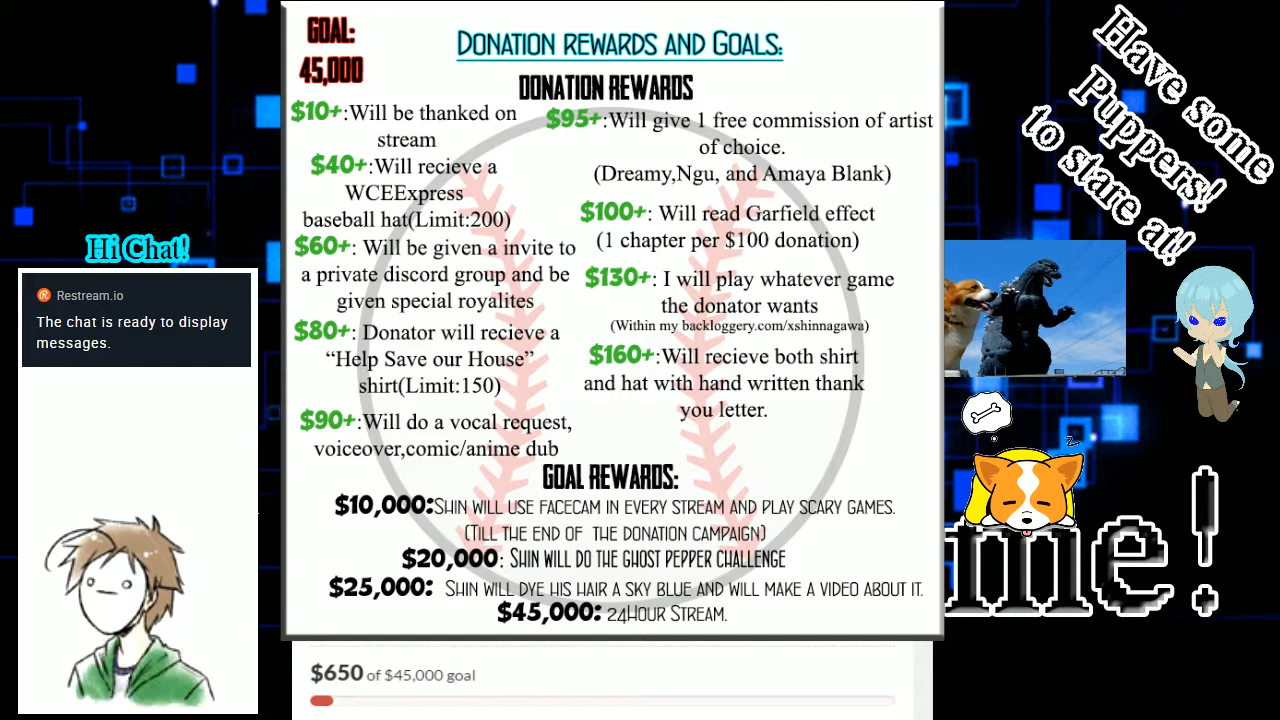 GOAL:
45,000
Donation rewards and Goals:
DONATION REWARDS
$10+:Will be thanked on
stream
$40+:Will recieve a
WCEExpress
baseball hat(Limit:200)
$60+: Will be given a invite to
a private discord group and be
given special royalites
$80+: Donator will recieve a
“Help Save our House”
shirt(Limit:150)
$90+:Will do a vocal request,
voiceover,comic/anime dub
$95+:Will give 1 free commission of artist
of choice.
(Dreamy,Ngu, and Amaya Blank)
$100+: Will read Garfield effect
(1 chapter per $100 donation)
$130+: I will play whatever game
the donator wants
(Within my backloggery.com/xshinnagawa)
$160+:Will recieve both shirt
and hat with hand written thank
you letter.
GOAL REWARDS:
$10,000:Shin will use facecam in every stream and play scary games.
(Till the end of the donation campaign)
$20,000: Shin will do the ghost pepper challenge
$25,000: Shin will dye his hair a sky blue and will make a video about it.
$45,000: 24Hour Stream.
$650 of $45,000 goal
Hi Chat!
Restream.io
The chat is ready to display
messages.
Have some
Puppers!
to stare at!
me!